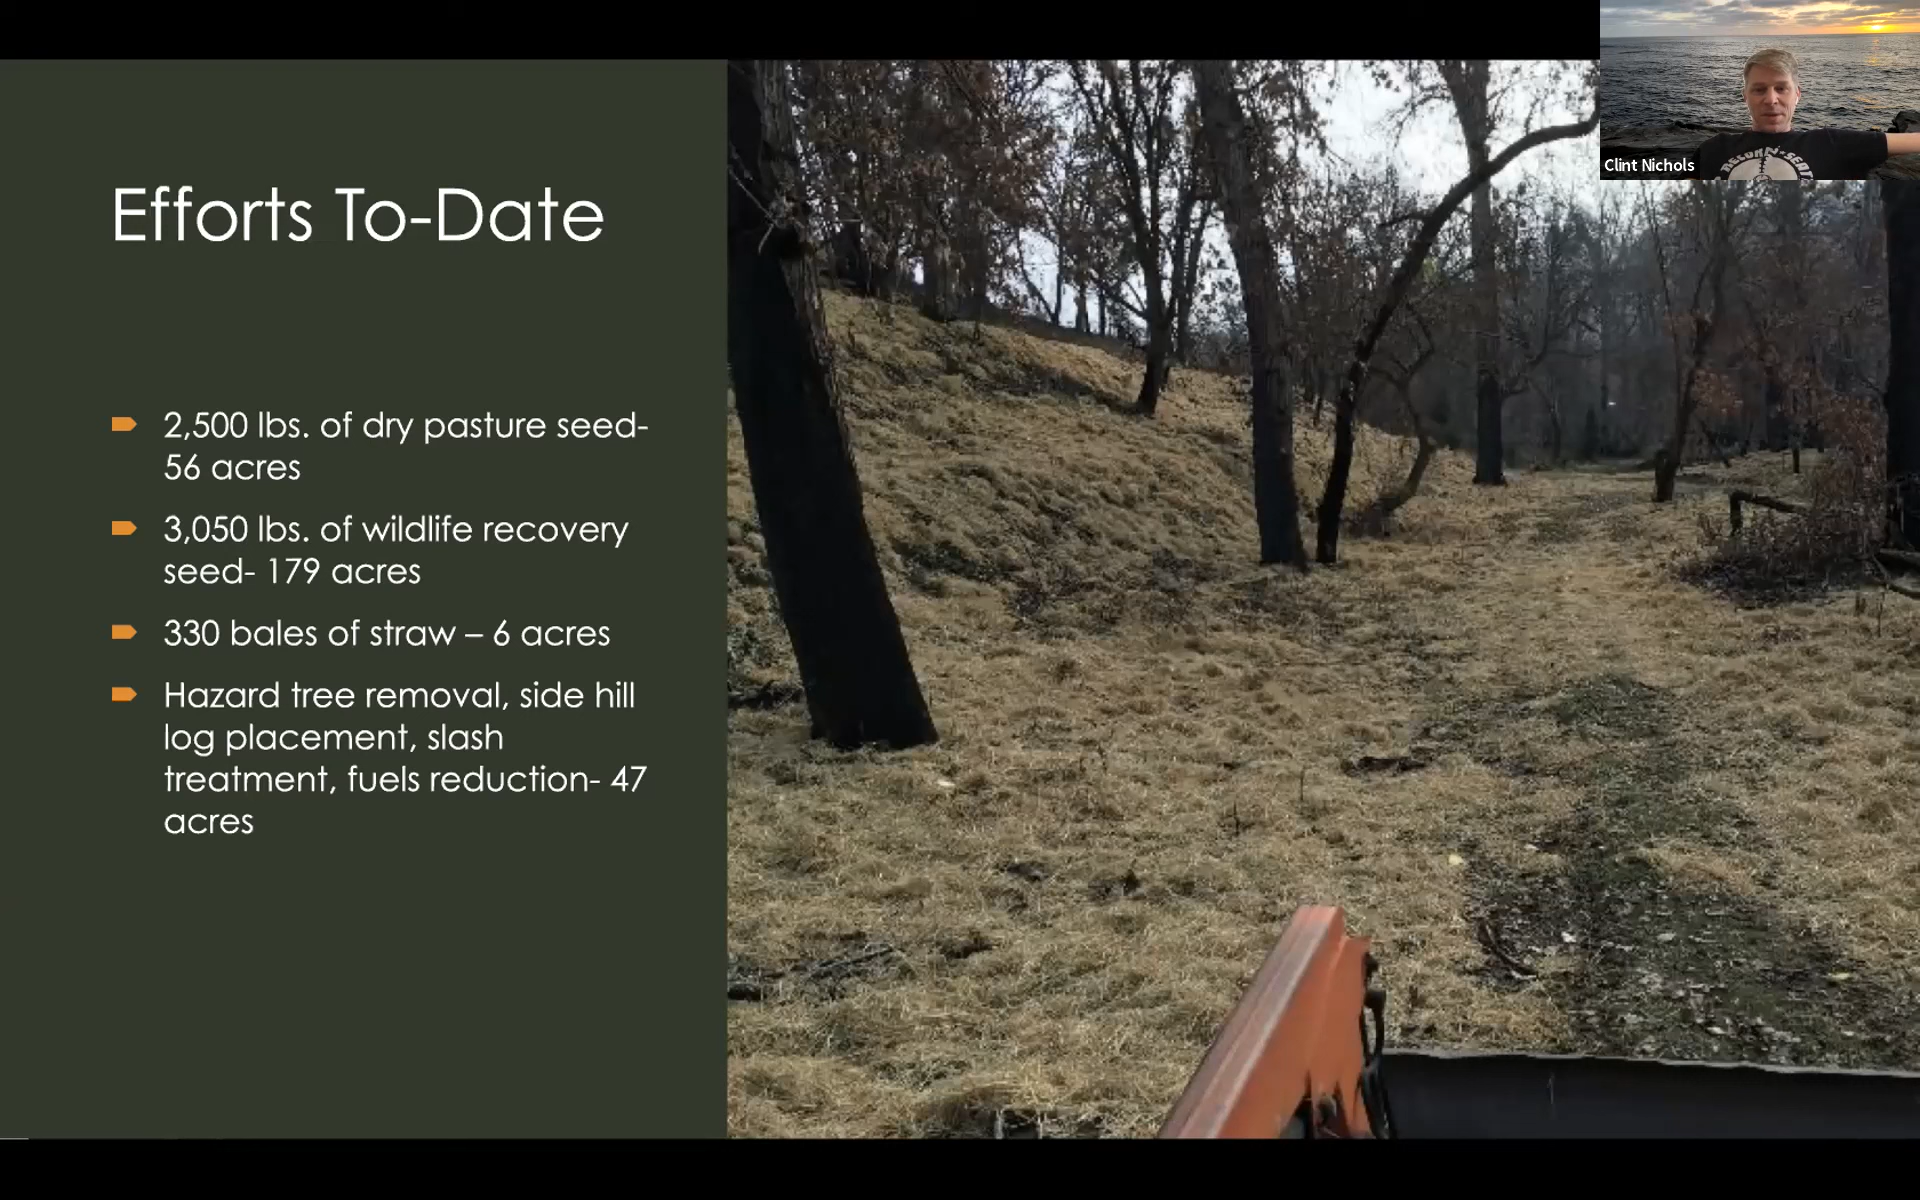 Clint Nichols
Efforts To-Date
2,500 lbs. of dry pasture seed-
56 acres
3,050 lbs. of wildlife recovery
seed- 179 acres
330 bales of straw – 6 acres
Hazard tree removal, side hill
log placement, slash
treatment, fuels reduction- 47
acres